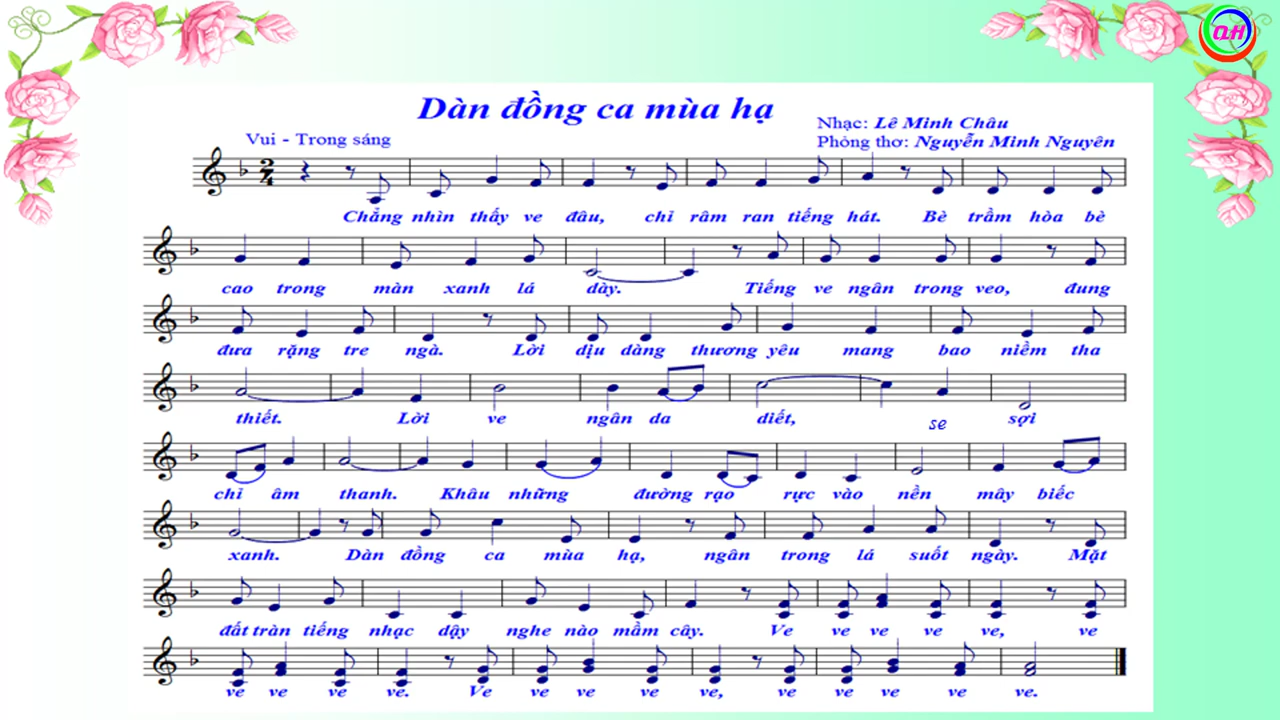 QH
Dàn đồng ca mùa hạ
Nhạc: Lê Minh Châu
Vui - Trong sáng
Phỏng thơ: Nguyễn Minh Nguyên
2
4
Chẳng nhìn thấy ve đâu, chỉ râm ran tiếng hát. Bè trầm hòa bè
cao trong màn xanh lá dày. Tiếng ve ngân trong veo, đung
đưa rặng tre ngà. Lời dịu dàng thương yêu mang bao niềm tha
thiết. Lời ve ngân da diết, se sợi
chỉ âm thanh. Khâu những đường rạo rực vào nền mây biếc
xanh. Dàn đồng ca mùa hạ, ngân trong lá suốt ngày. Mặt
đất tràn tiếng nhạc dậy nghe nào mầm cây. Ve ve ve ve ve, ve
ve ve ve ve. Ve ve ve ve ve, ve ve ve ve ve.